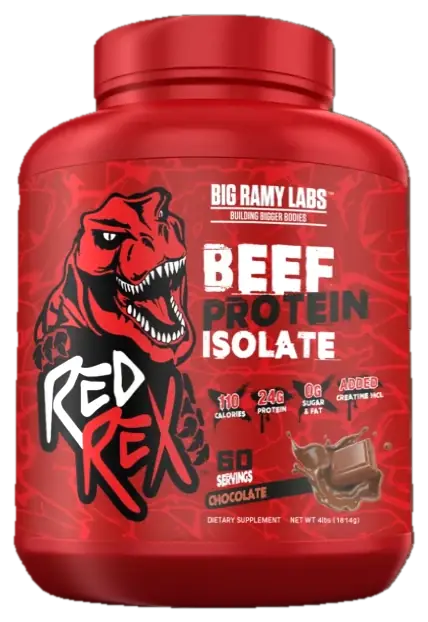 BIG RAMY LABS™
BUILDING BIGGER BODIES
BEEF
PROTEIN
ISOLATE
RED
REX
110
CALORIES
24G
PROTEIN
0G
SUGAR
& FAT
ADDED
CREATINE HCL
60
SERVINGS
CHOCOLATE
DIETARY SUPPLEMENT NET WT 4lbs (1814g)